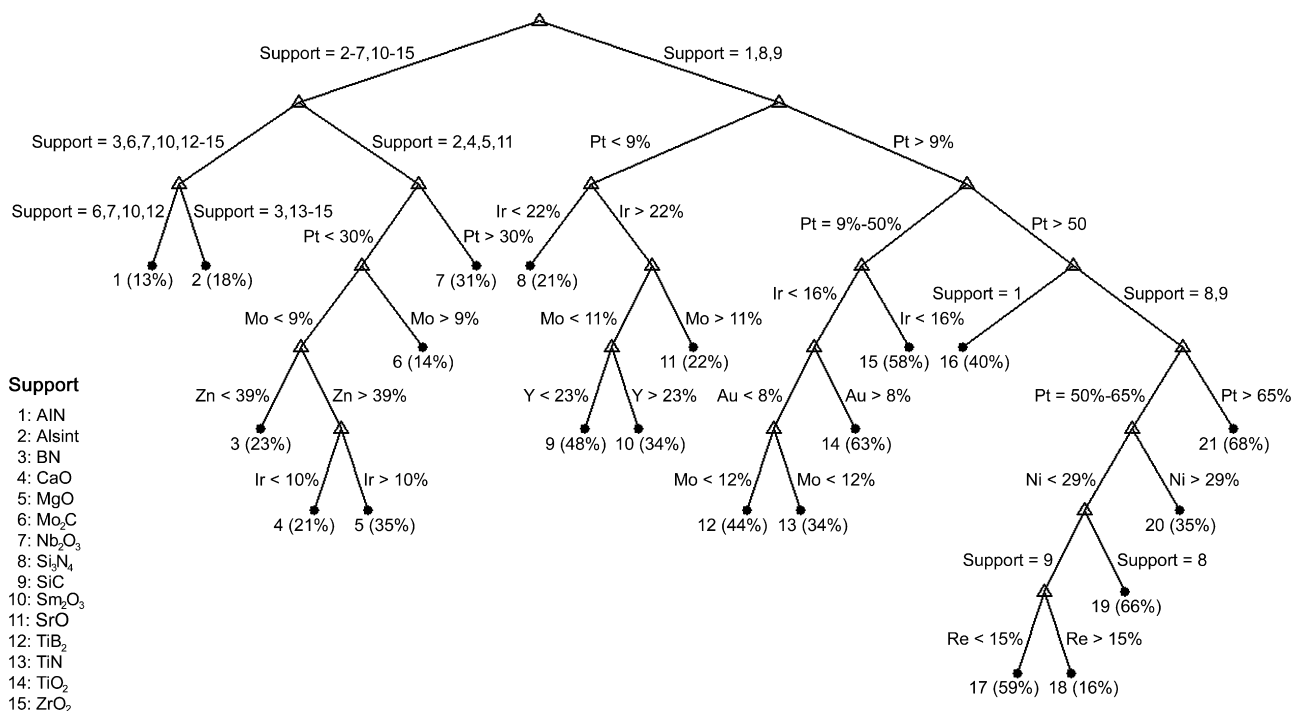 Support = 2-7,10-15
Support = 1,8,9
Support = 3,6,7,10,12-15
Support = 2,4,5,11
Pt < 9%
Pt > 9%
Support = 6,7,10,12
Support = 3,13-15
Pt < 30%
Pt > 30%
Ir < 22%
Ir > 22%
Pt = 9%-50%
Pt > 50
1 (13%)
2 (18%)
7 (31%)
8 (21%)
Mo < 9%
Mo > 9%
Mo < 11%
Mo > 11%
Ir < 16%
Ir < 16%
Support = 1
Support = 8,9
6 (14%)
11 (22%)
15 (58%)
16 (40%)
Zn < 39%
Zn > 39%
Y < 23%
Y > 23%
Au < 8%
Au > 8%
Pt = 50%-65%
Pt > 65%
3 (23%)
9 (48%)
10 (34%)
14 (63%)
21 (68%)
Ir < 10%
Ir > 10%
Mo < 12%
Mo < 12%
Ni < 29%
Ni > 29%
4 (21%)
5 (35%)
12 (44%)
13 (34%)
20 (35%)
Support = 9
Support = 8
19 (66%)
Re < 15%
Re > 15%
17 (59%)
18 (16%)
Support
1: AlN
2: Alsint
3: BN
4: CaO
5: MgO
6: Mo₂C
7: Nb₂O₃
8: Si₃N₄
9: SiC
10: Sm₂O₃
11: SrO
12: TiB₂
13: TiN
14: TiO₂
15: ZrO₂